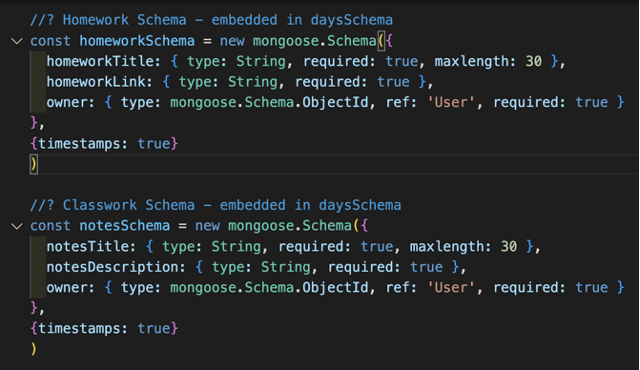 //? Homework Schema – embedded in daysSchema
const homeworkSchema = new mongoose.Schema({
homeworkTitle: { type: String, required: true, maxlength: 30 },
homeworkLink: { type: String, required: true },
owner: { type: mongoose.Schema.ObjectId, ref: 'User', required: true }
},
{timestamps: true}
)
//? Classwork Schema – embedded in daysSchema
const notesSchema = new mongoose.Schema({
notesTitle: { type: String, required: true, maxlength: 30 },
notesDescription: { type: String, required: true },
owner: { type: mongoose.Schema.ObjectId, ref: 'User', required: true }
},
{timestamps: true}
)